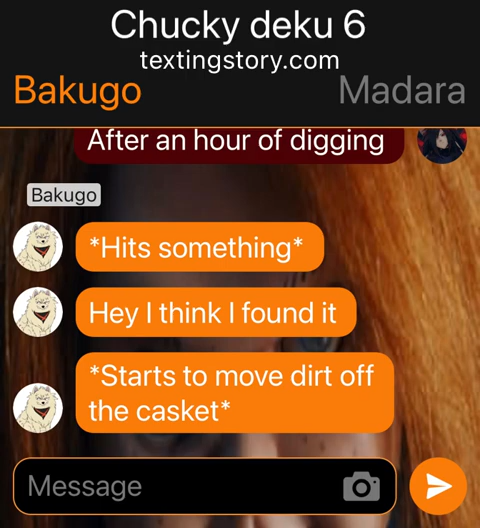 Chucky deku 6
textingstory.com
Bakugo
Madara
After an hour of digging
Bakugo
*Hits something*
Hey I think I found it
*Starts to move dirt off
the casket*
Message